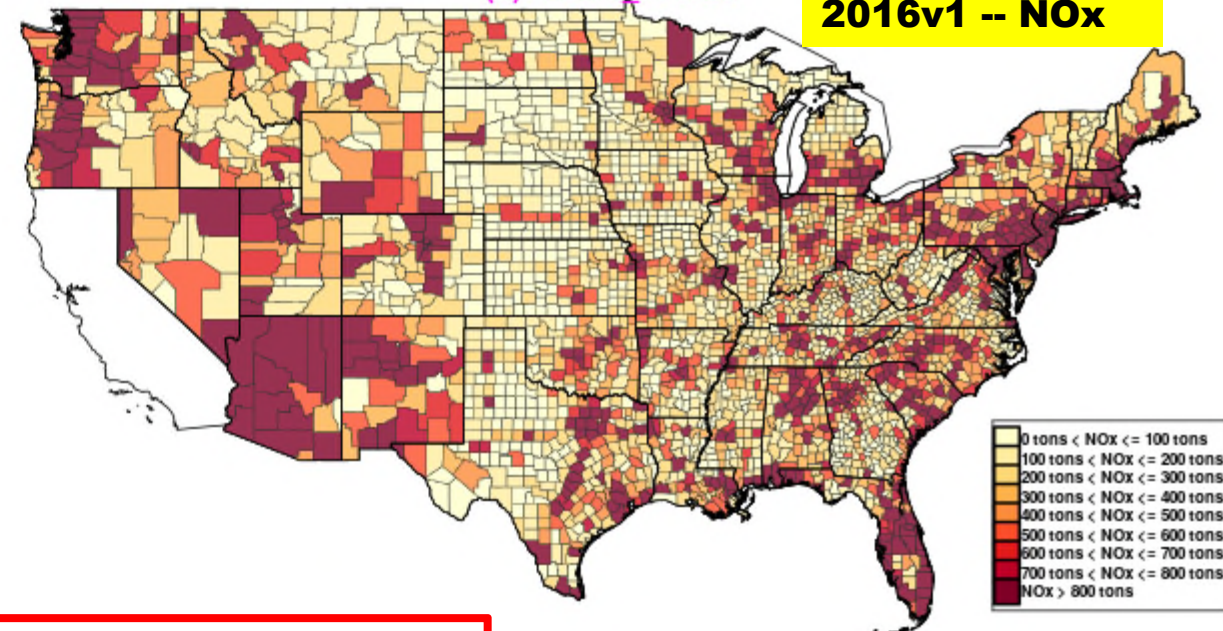 2016v1 -- NOx
0 tons < NOx <= 100 tons
100 tons < NOx <= 200 tons
200 tons < NOx <= 300 tons
300 tons < NOx <= 400 tons
400 tons < NOx <= 500 tons
500 tons < NOx <= 600 tons
600 tons < NOx <= 700 tons
700 tons < NOx <= 800 tons
NOx > 800 tons